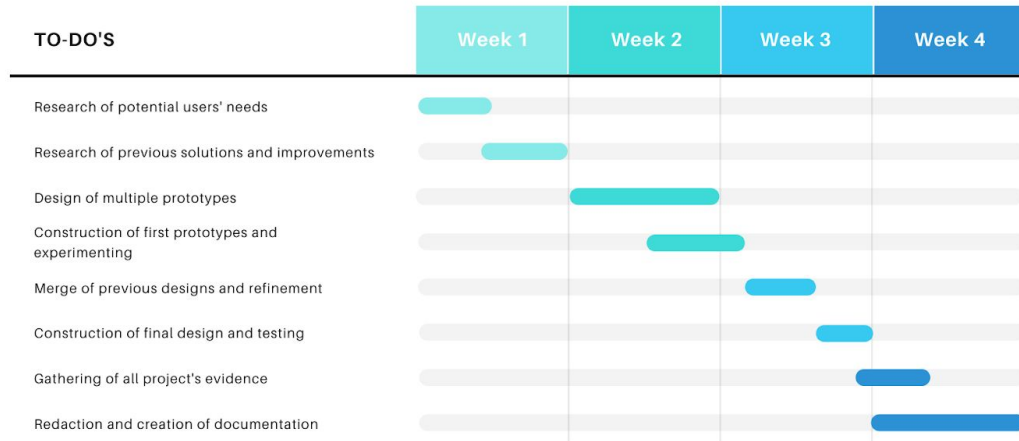 TO-DO'S
Week 1
Week 2
Week 3
Week 4
Research of potential users' needs
Research of previous solutions and improvements
Design of multiple prototypes
Construction of first prototypes and
experimenting
Merge of previous designs and refinement
Construction of final design and testing
Gathering of all project's evidence
Redaction and creation of documentation